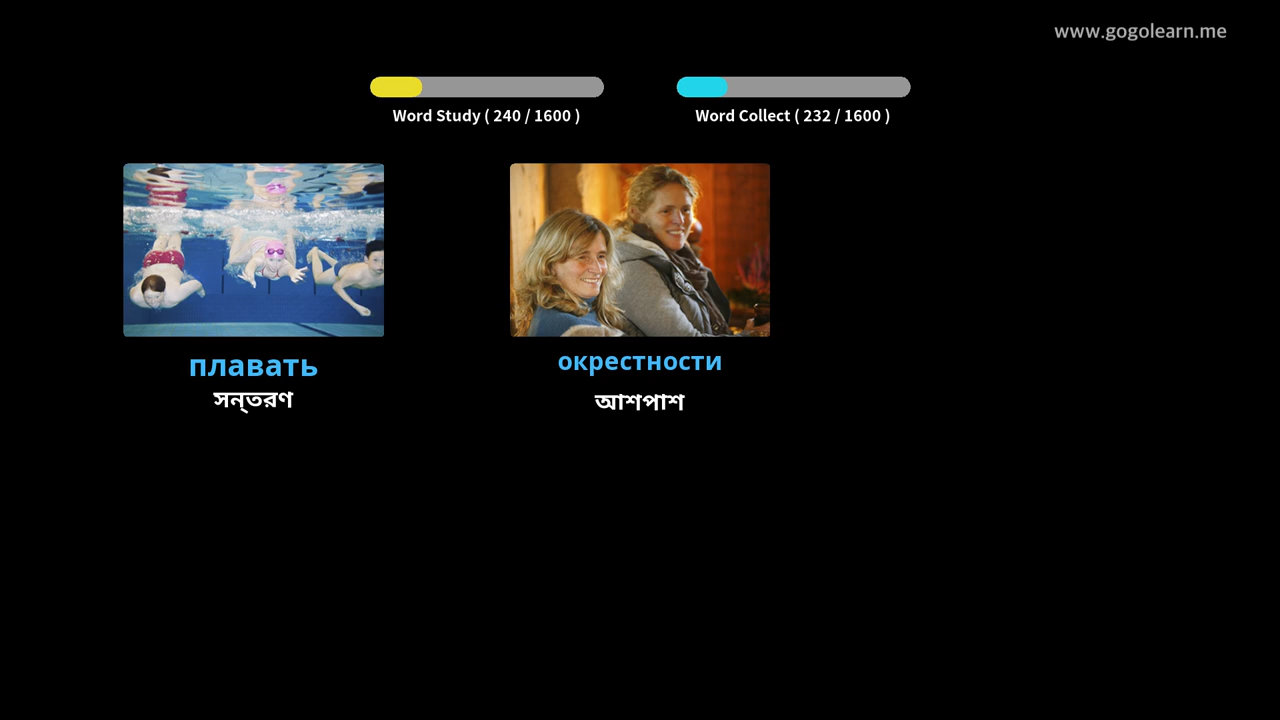 www.gogolearn.me
Word Study ( 240 / 1600 )
Word Collect ( 232 / 1600 )
плавать
সন্তরণ
окрестности
আশপাশ